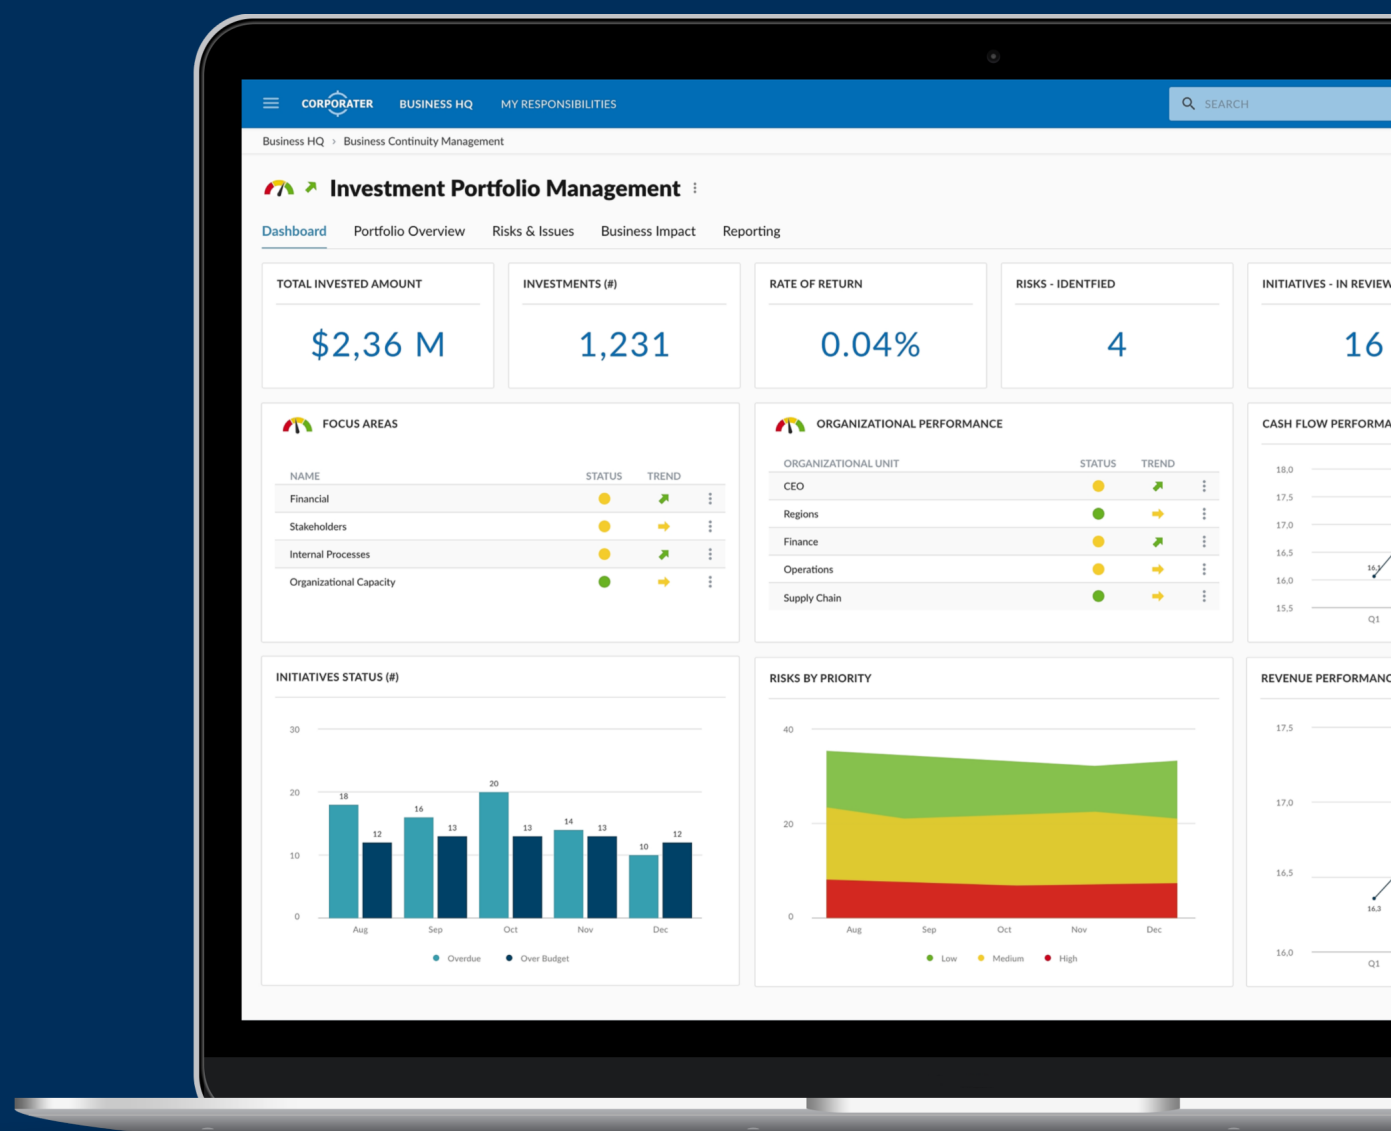 CORPORATER BUSINESS HQ MY RESPONSIBILITIES SEARCH
Business HQ > Business Continuity Management
Investment Portfolio Management
Dashboard Portfolio Overview Risks & Issues Business Impact Reporting
TOTAL INVESTED AMOUNT
$2,36 M
INVESTMENTS (#)
1,231
RATE OF RETURN
0.04%
RISKS - IDENTFIED
4
INITIATIVES - IN REVIEW
16
FOCUS AREAS
NAME STATUS TREND
Financial
Stakeholders
Internal Processes
Organizational Capacity
ORGANIZATIONAL PERFORMANCE
ORGANIZATIONAL UNIT STATUS TREND
CEO
Regions
Finance
Operations
Supply Chain
CASH FLOW PERFORMA
18,0
17,5
17,0
16,5
16,0
15,5
16,1
Q1
INITIATIVES STATUS (#)
30
20
10
0
18 12 16 13 20 13 14 13 10 12
Aug Sep Oct Nov Dec
Overdue Over Budget
RISKS BY PRIORITY
40
20
0
Aug Sep Oct Nov Dec
Low Medium High
REVENUE PERFORMANC
17,5
17,0
16,5
16,0
16,3
Q1